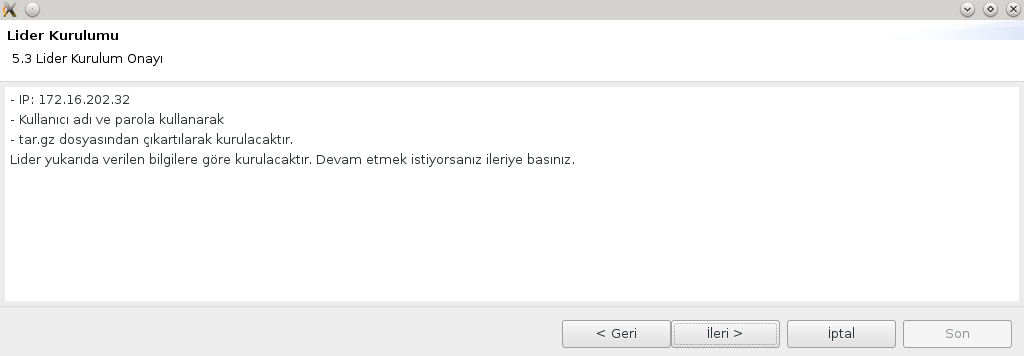 Lider Kurulumu
5.3 Lider Kurulum Onayı
- IP: 172.16.202.32
- Kullanıcı adı ve parola kullanarak
- tar.gz dosyasından çıkartılarak kurulacaktır.
Lider yukarıda verilen bilgilere göre kurulacaktır. Devam etmek istiyorsanız ileriye basınız.
< Geri
İleri >
İptal
Son